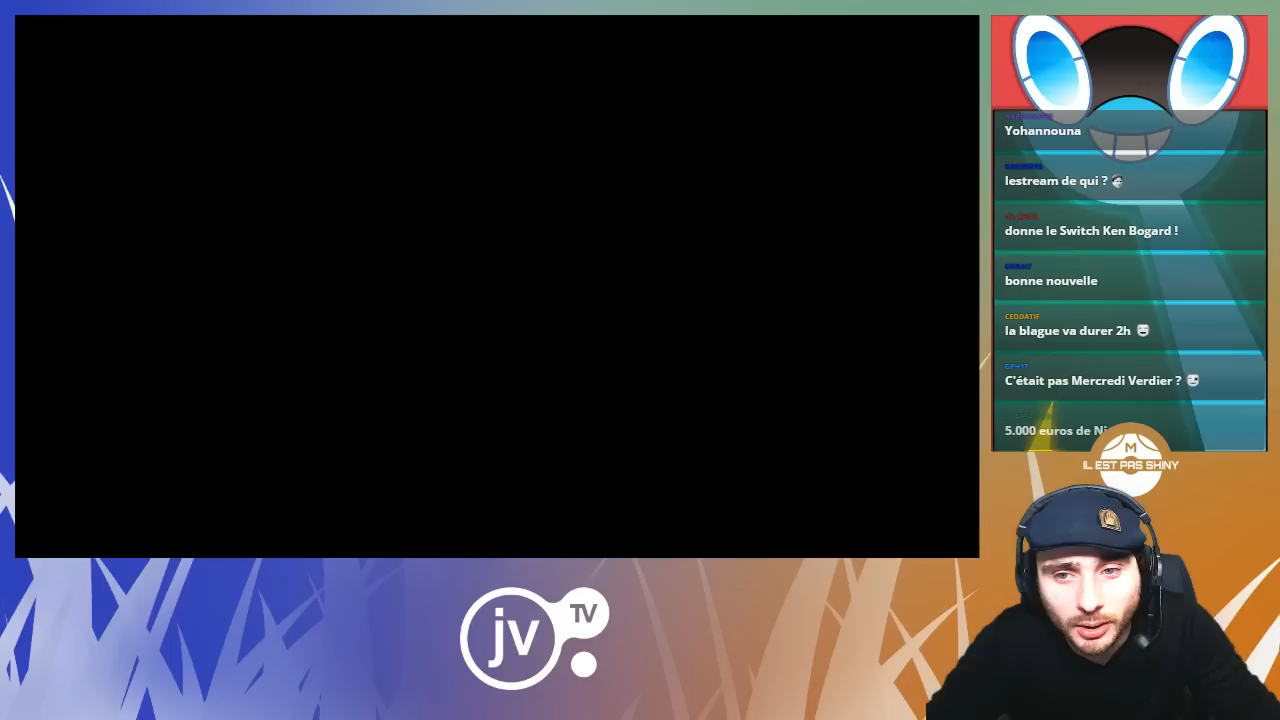 Yohannouna
lestream de qui ?
donne le Switch Ken Bogard !
bonne nouvelle
CEDDATIF
la blague va durer 2h
C'était pas Mercredi Verdier ?
5.000 euros de
M
IL EST PAS SHINY
jv
TV